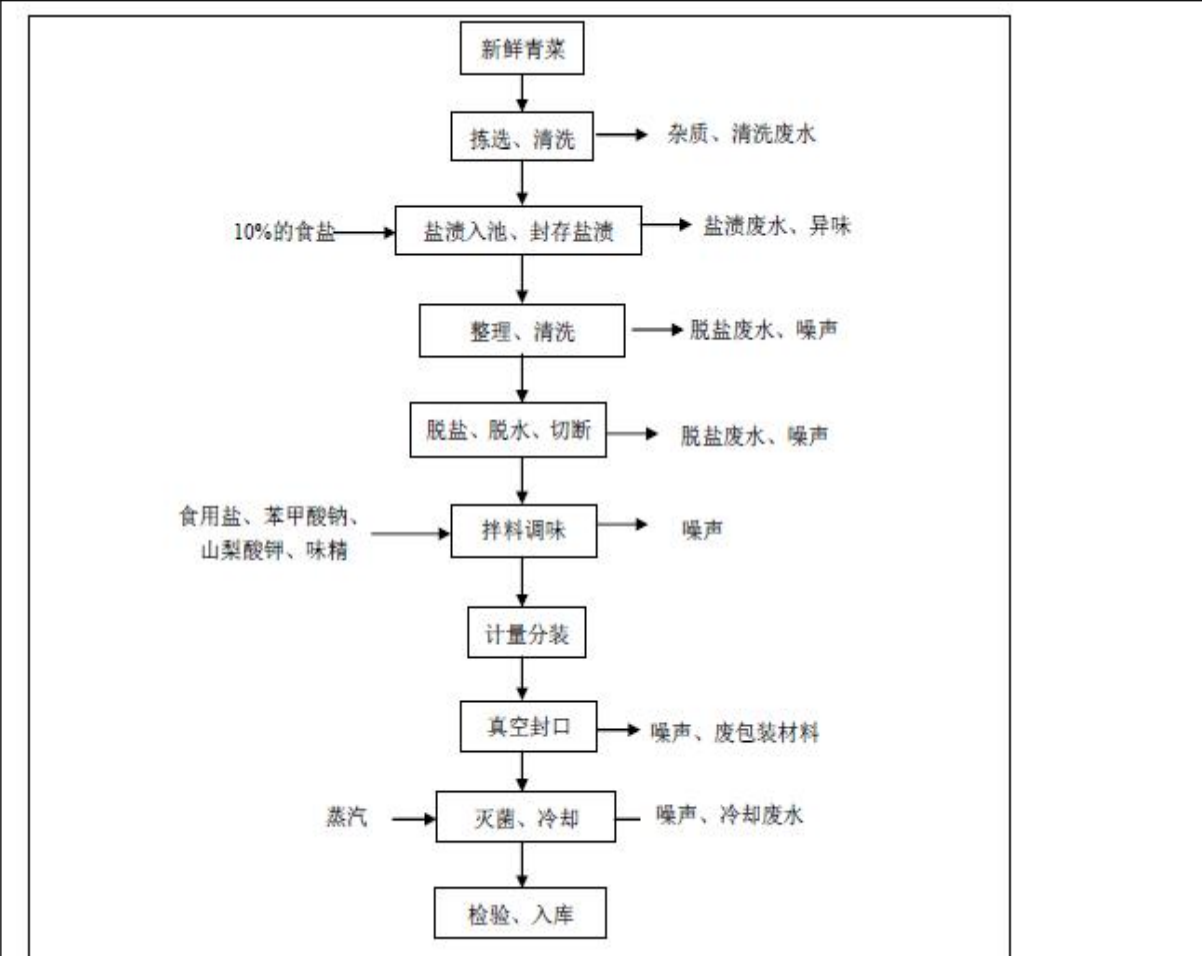 新鲜青菜
拣选、清洗
杂质、清洗废水
10%的食盐
盐渍入池、封存盐渍
盐渍废水、异味
整理、清洗
脱盐废水、噪声
脱盐、脱水、切断
脱盐废水、噪声
食用盐、苯甲酸钠、
山梨酸钾、味精
拌料调味
噪声
计量分装
真空封口
噪声、废包装材料
蒸汽
灭菌、冷却
噪声、冷却废水
检验、入库